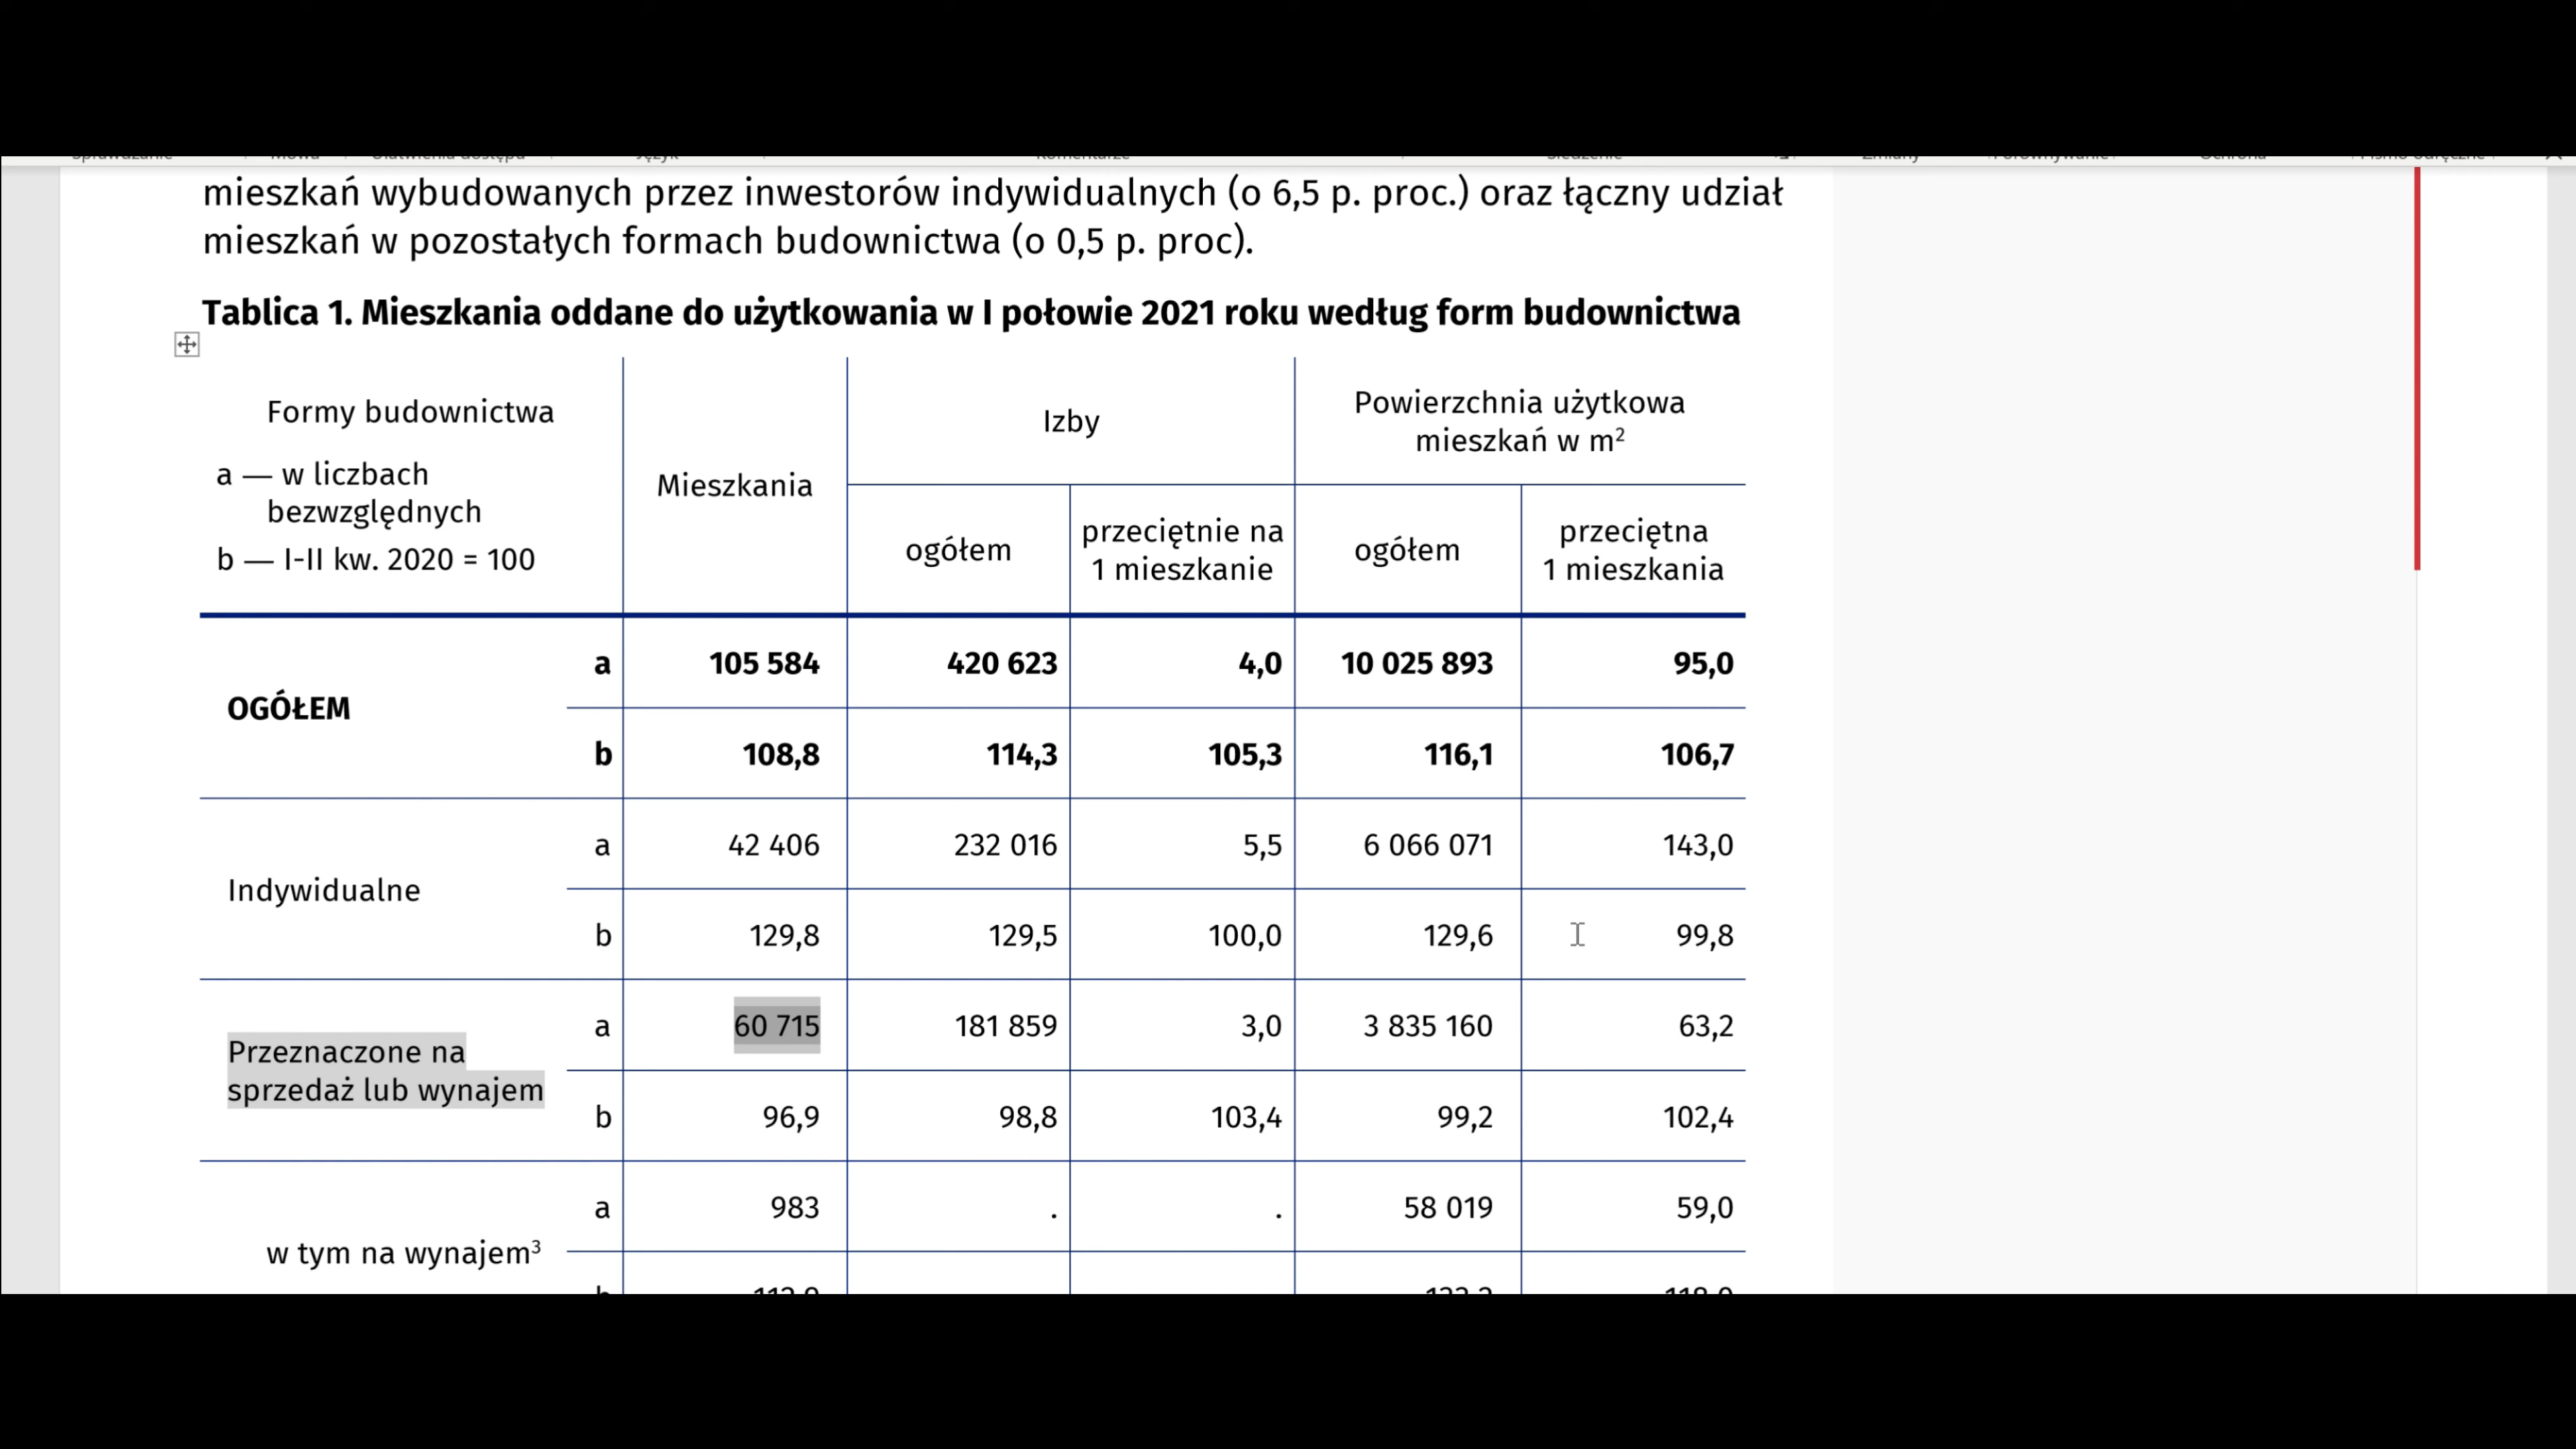 mieszkań wybudowanych przez inwestorów indywidualnych (o 6,5 p. proc.) oraz łączny udział
mieszkań w pozostałych formach budownictwa (o 0,5 p. proc).
Tablica 1. Mieszkania oddane do użytkowania w I połowie 2021 roku według form budownictwa
Formy budownictwa
a — w liczbach
bezwzględnych
b — I-II kw. 2020 = 100
Mieszkania
Izby
Powierzchnia użytkowa
mieszkań w m²
ogółem
przeciętnie na
1 mieszkanie
ogółem
przeciętna
1 mieszkania
OGÓŁEM
a 105 584 420 623 4,0 10 025 893 95,0
b 108,8 114,3 105,3 116,1 106,7
Indywidualne
a 42 406 232 016 5,5 6 066 071 143,0
b 129,8 129,5 100,0 129,6 99,8
Przeznaczone na
sprzedaż lub wynajem
a 60 715 181 859 3,0 3 835 160 63,2
b 96,9 98,8 103,4 99,2 102,4
w tym na wynajem³
a 983 . . 58 019 59,0